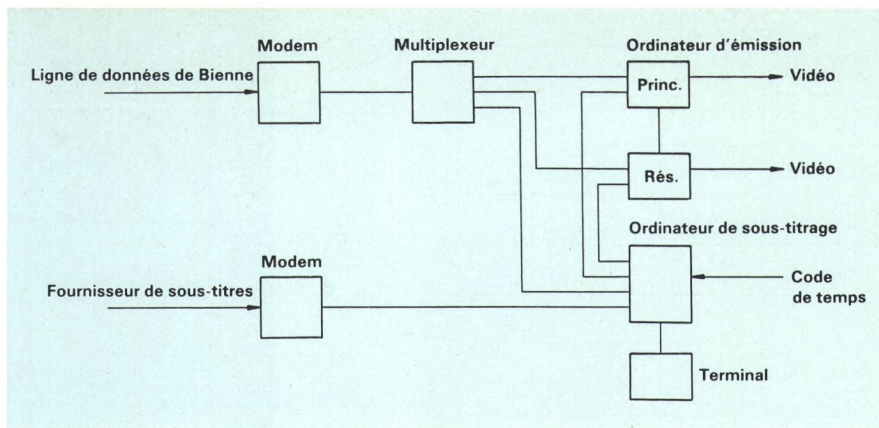 Modem
Multiplexeur
Ordinateur d'émission
Ligne de données de Bienne
Princ.
Vidéo
Rés.
Vidéo
Ordinateur de sous-titrage
Modem
Fournisseur de sous-titres
Code
de temps
Terminal